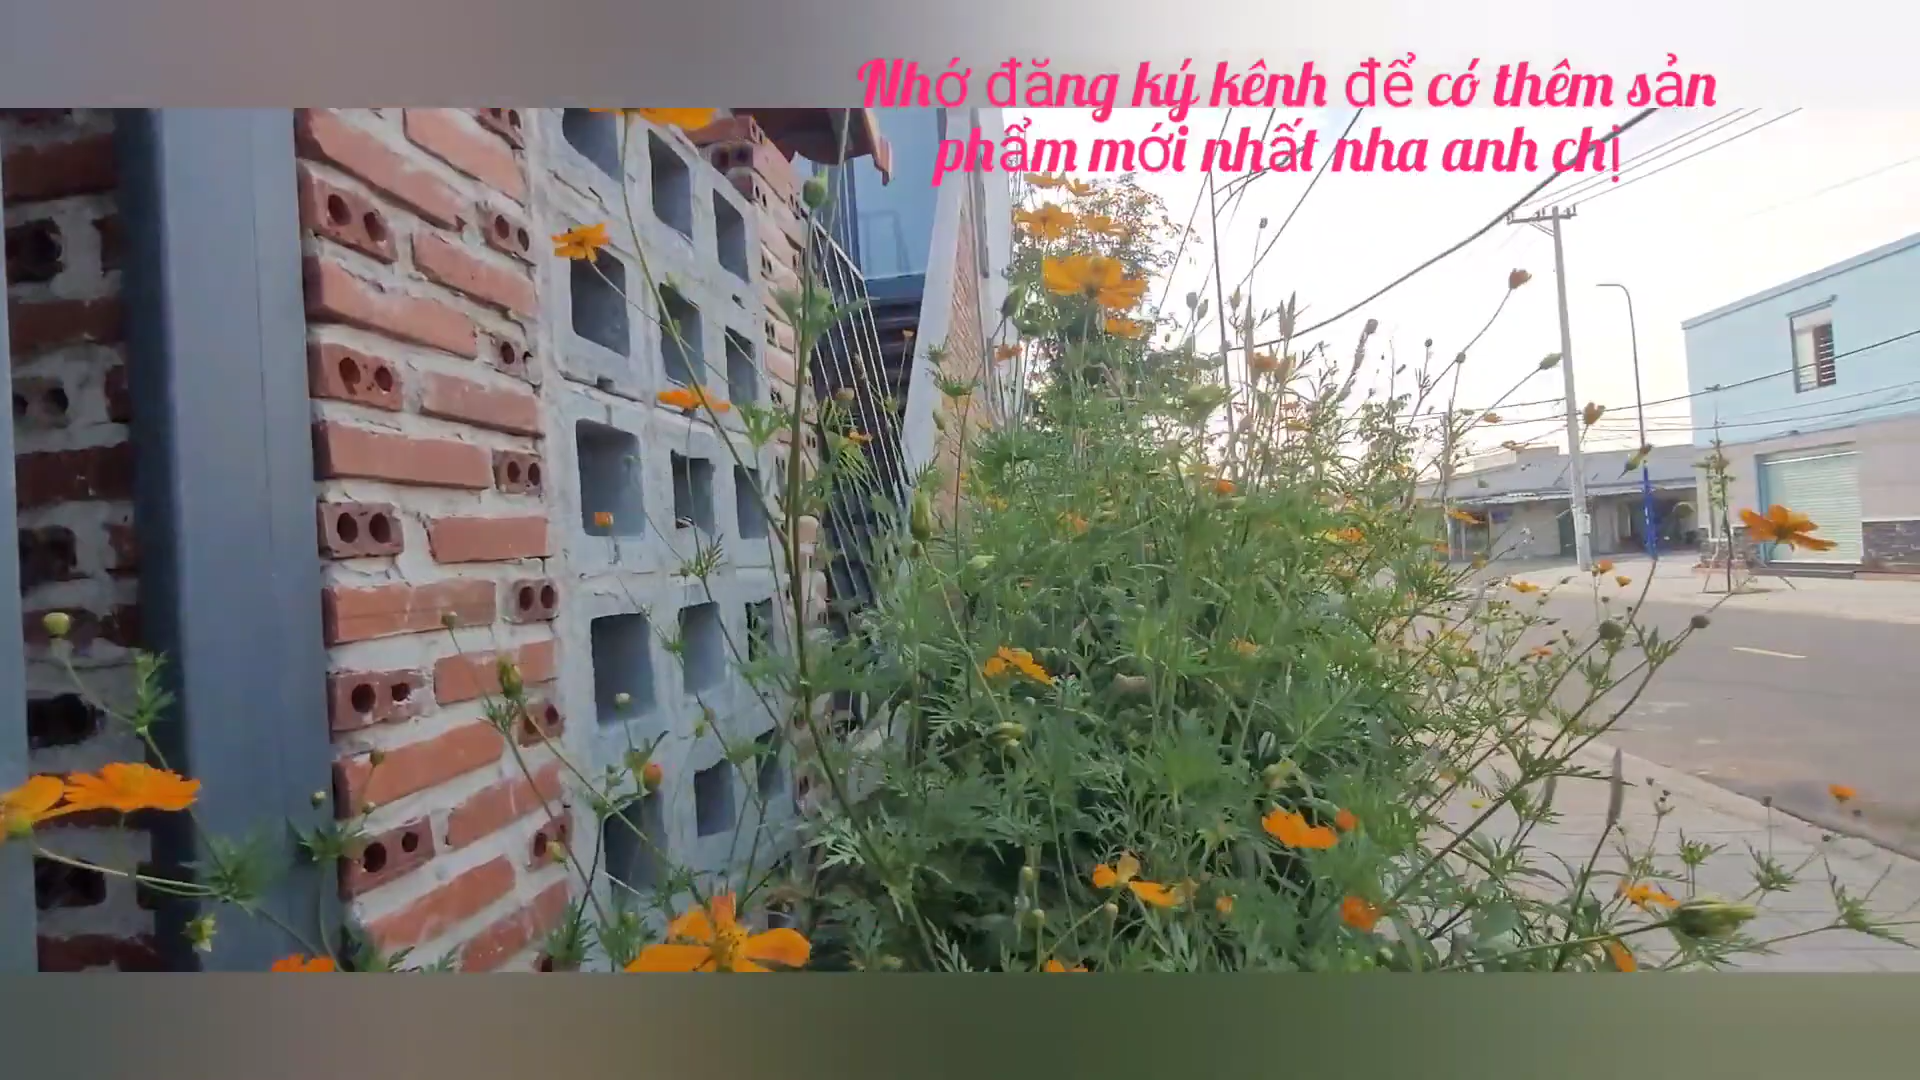 Nhớ đăng ký kênh để có thêm sản
phẩm mới nhất nha anh chị